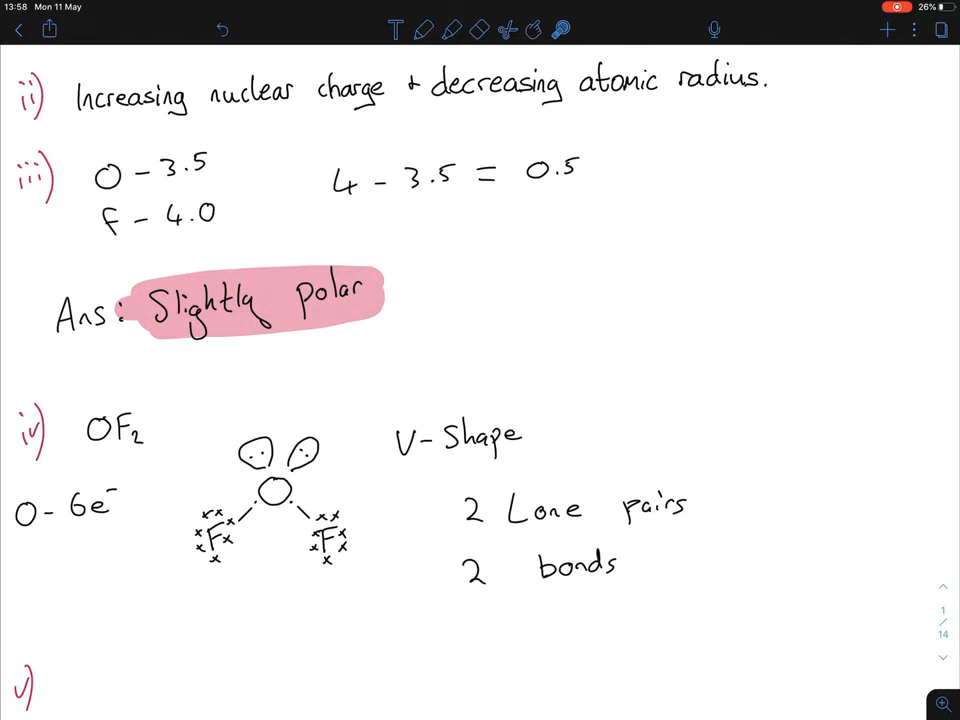 13:58 Mon 11 May
26%
ii) Increasing nuclear charge + decreasing atomic radius.
iii) O - 3.5
4 - 3.5 = 0.5
F - 4.0
Ans: Slightly polar
iv) OF₂
V-Shape
O - 6e⁻
2 Lone pairs
F F
2 bonds
v)
1
/
14